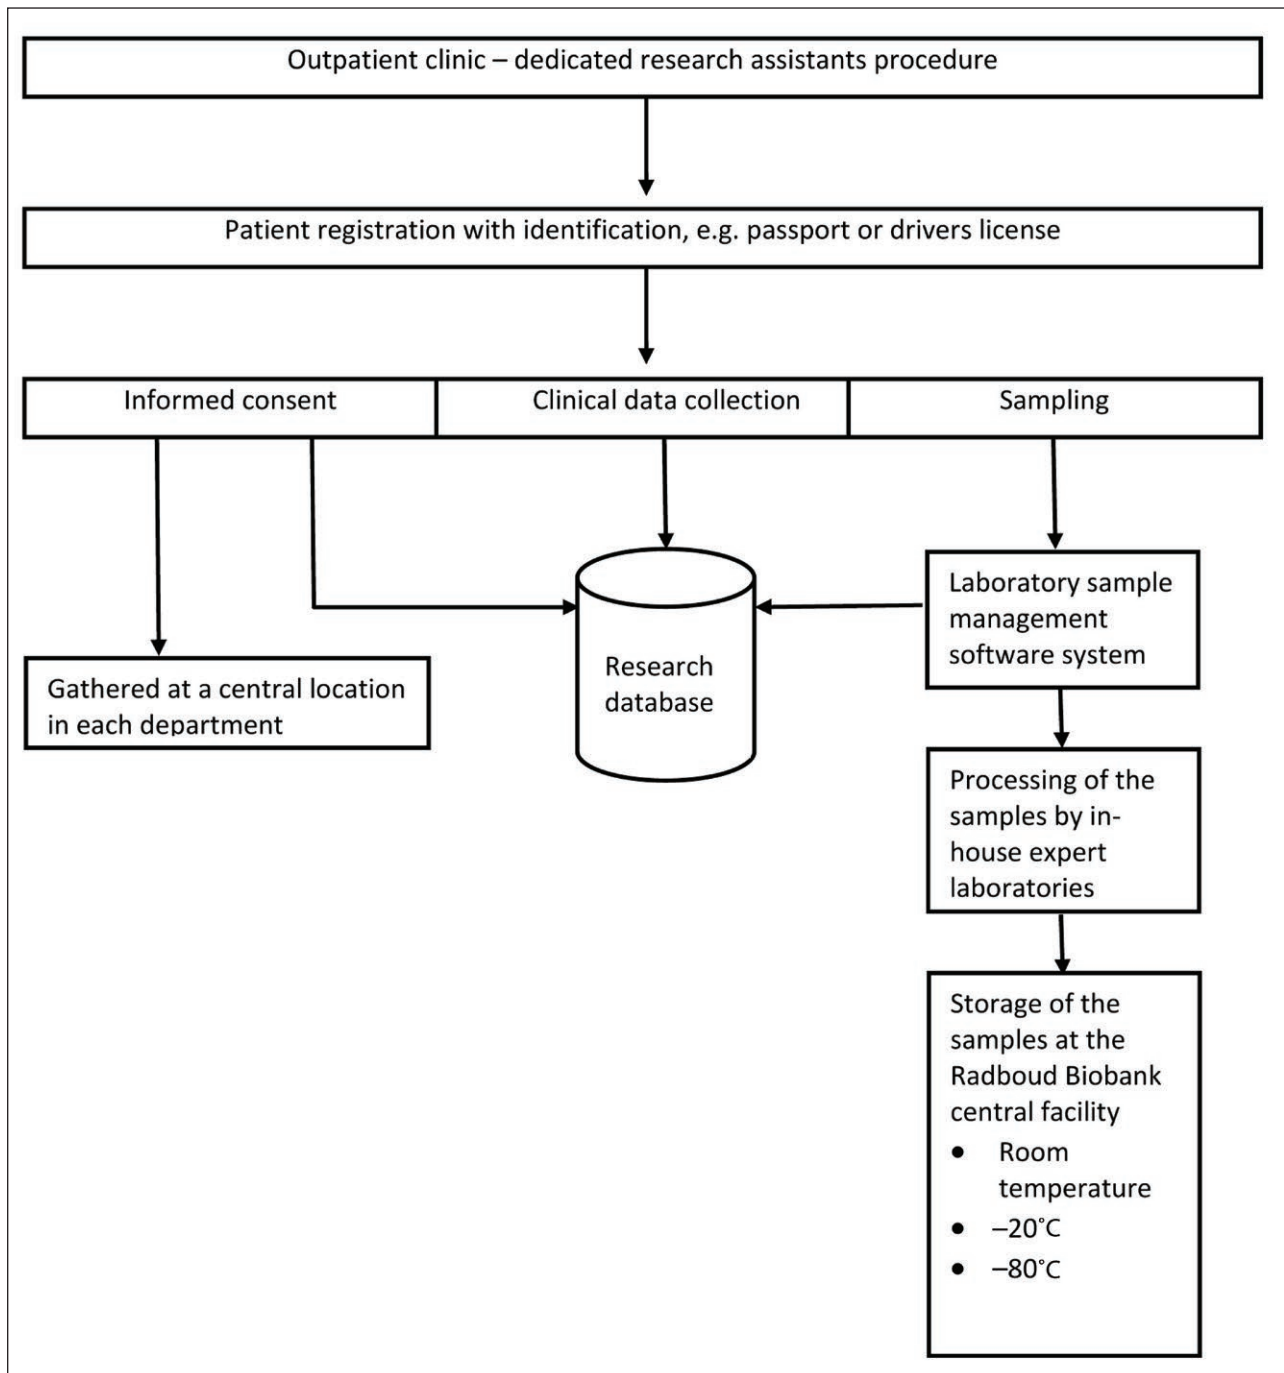 Outpatient clinic – dedicated research assistants procedure
Patient registration with identification, e.g. passport or drivers license
Informed consent
Clinical data collection
Sampling
Gathered at a central location
in each department
Research
database
Laboratory sample
management
software system
Processing of the
samples by in-
house expert
laboratories
Storage of the
samples at the
Radboud Biobank
central facility
• Room
temperature
• –20°C
• –80°C